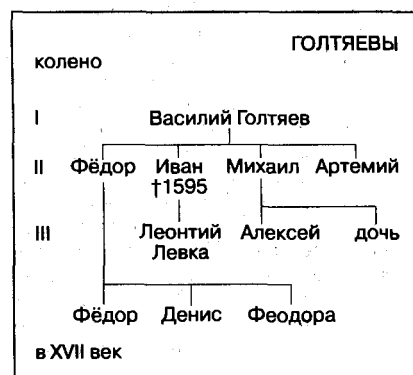 ГОЛТЯЕВЫ
колено
I Василий Голтяев
II Фёдор Иван Михаил Артемий
†1595
III Леонтий Алексей дочь
Левка
Фёдор Денис Феодора
в XVII век